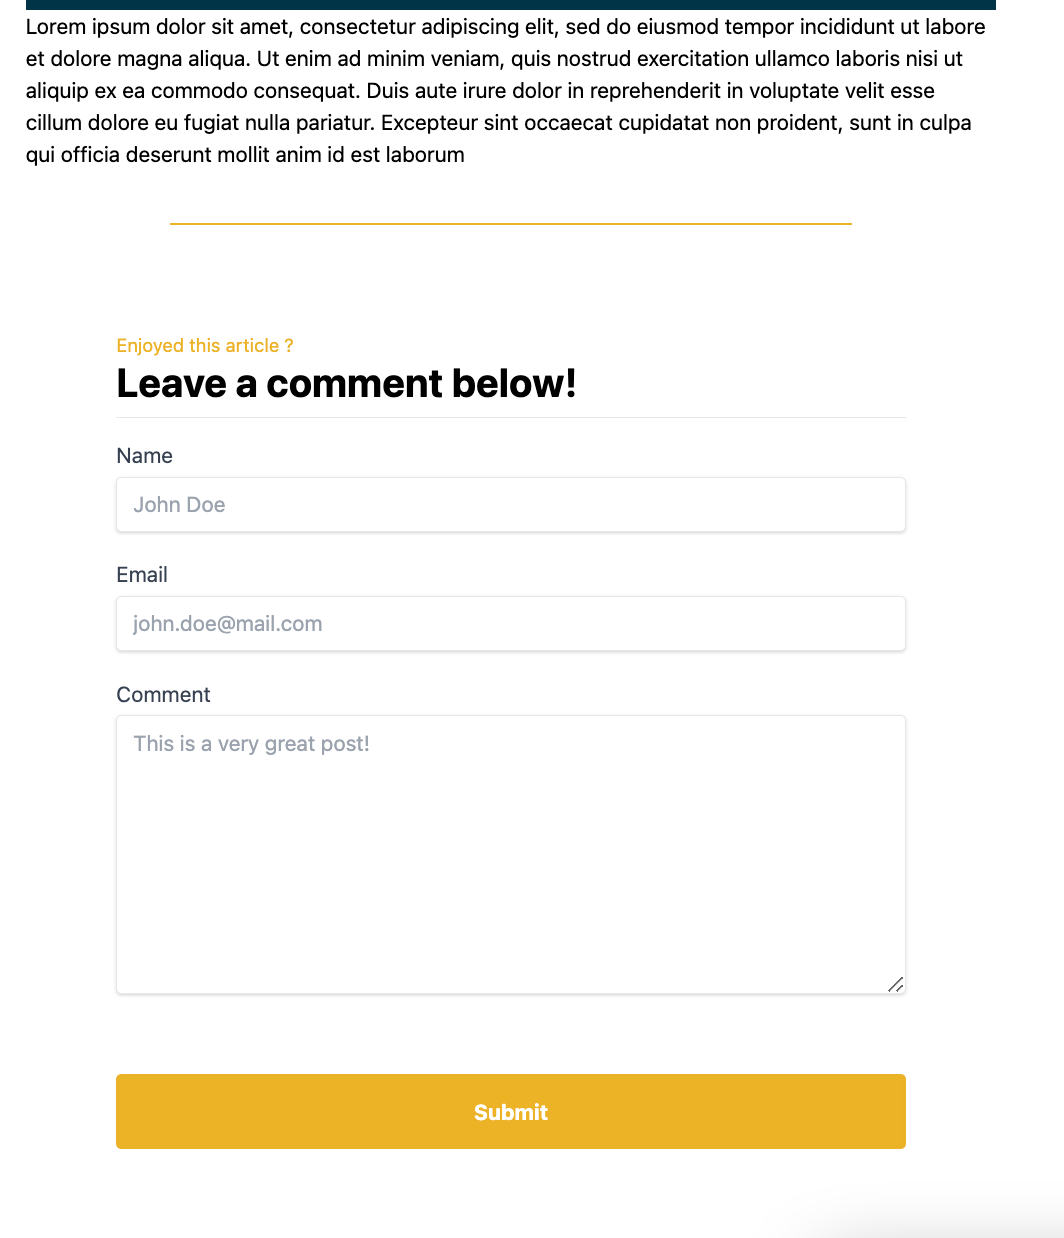 Lorem ipsum dolor sit amet, consectetur adipiscing elit, sed do eiusmod tempor incididunt ut labore
et dolore magna aliqua. Ut enim ad minim veniam, quis nostrud exercitation ullamco laboris nisi ut
aliquip ex ea commodo consequat. Duis aute irure dolor in reprehenderit in voluptate velit esse
cillum dolore eu fugiat nulla pariatur. Excepteur sint occaecat cupidatat non proident, sunt in culpa
qui officia deserunt mollit anim id est laborum
Enjoyed this article ?
Leave a comment below!
Name
John Doe
Email
john.doe@mail.com
Comment
This is a very great post!
Submit